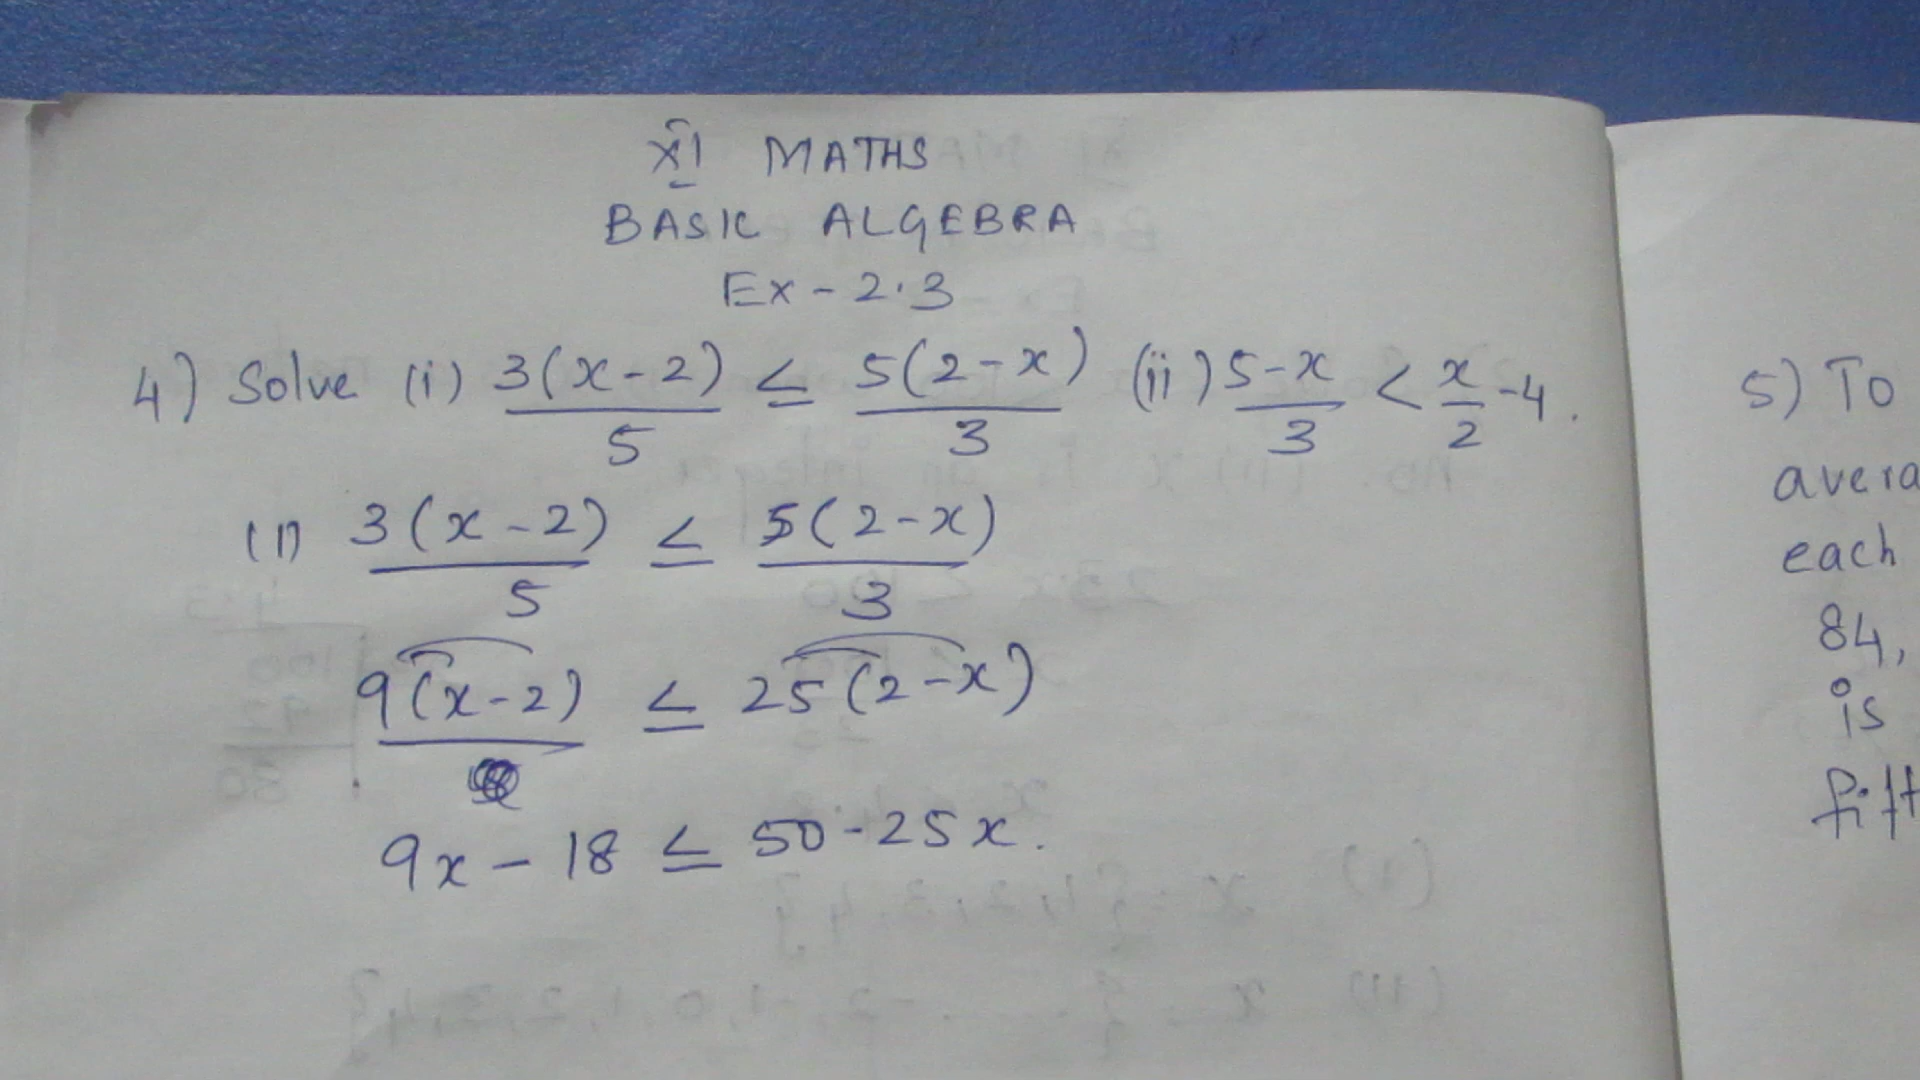 XI MATHS
BASIC ALGEBRA
Ex - 2.3
4) Solve (i) 3(x-2)/5 ≤ 5(2-x)/3 (ii) 5-x/3 < x/2 -4.
(i) 3(x-2)/5 ≤ 5(2-x)/3
9(x-2) ≤ 25(2-x)
9x - 18 ≤ 50 - 25x.
5) To
avera
each
84,
is
fift